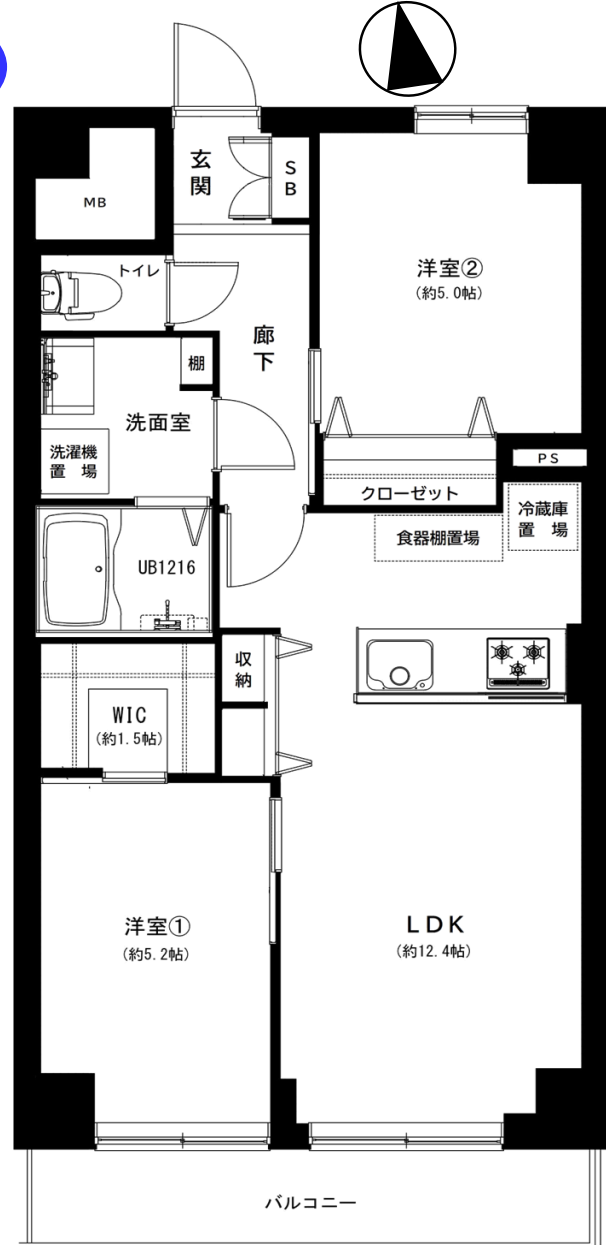 玄関
SB
MB
トイレ
洋室②
(約5.0帖)
廊下
棚
洗面室
洗濯機
置 場
PS
クローゼット
冷蔵庫
置 場
食器棚置場
UB1216
収納
WIC
(約1.5帖)
洋室①
(約5.2帖)
LDK
(約12.4帖)
バルコニー